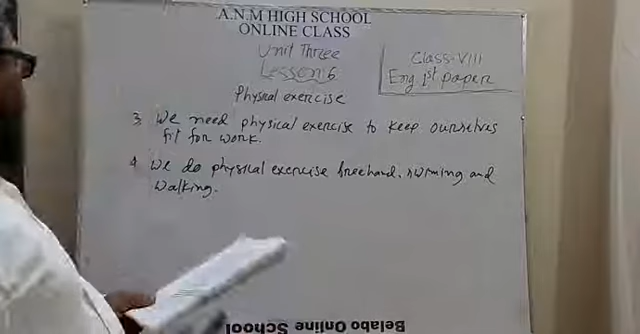 A.N.M HIGH SCHOOL
ONLINE CLASS
Unit Three
Lesson 6
Class-VIII
Eng 1st paper
Physical exercise
3. We need physical exercise to keep ourselves
fit for work.
4. We do physical exercise freehand, swiming and
walking.
Belabo Online School